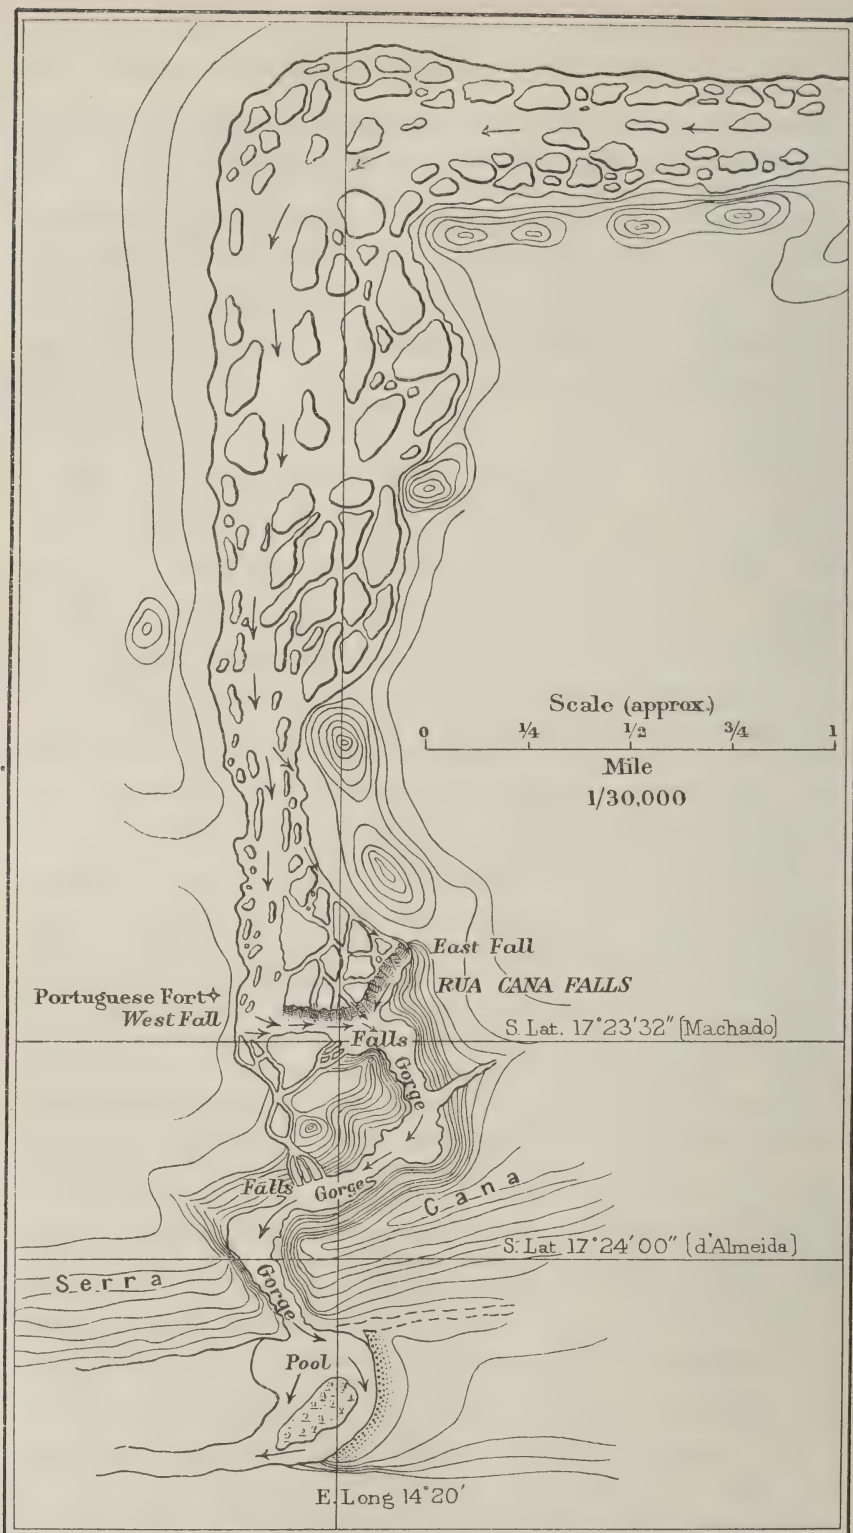 Scale (approx.)
0 1/4 1/2 3/4 1
Mile
1/30,000
East Fall
RUA CANA FALLS
Portuguese Fort
West Fall
S. Lat. 17°23'32" (Machado)
Falls
Gorge
Falls
Gorges
Cana
S. Lat 17°24'00" (d'Almeida)
Serra
Gorge
Pool
E. Long 14°20'